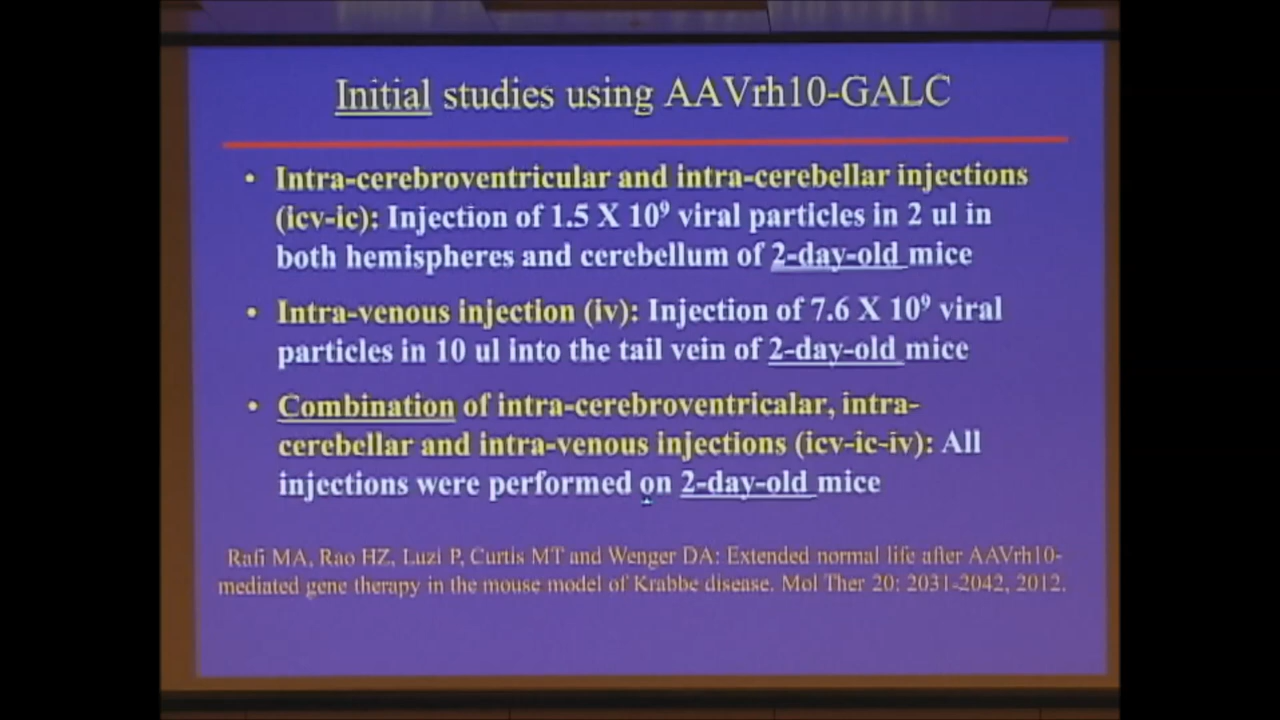 Initial studies using AAVrh10-GALC
• Intra-cerebroventricular and intra-cerebellar injections
(icv-ic): Injection of 1.5 X 10⁹ viral particles in 2 ul in
both hemispheres and cerebellum of 2-day-old mice
• Intra-venous injection (iv): Injection of 7.6 X 10⁹ viral
particles in 10 ul into the tail vein of 2-day-old mice
• Combination of intra-cerebroventricalar, intra-
cerebellar and intra-venous injections (icv-ic-iv): All
injections were performed on 2-day-old mice
Rafi MA, Rao HZ, Luzi P, Curtis MT and Wenger DA: Extended normal life after AAVrh10-
mediated gene therapy in the mouse model of Krabbe disease. Mol Ther 20: 2031-2042, 2012.